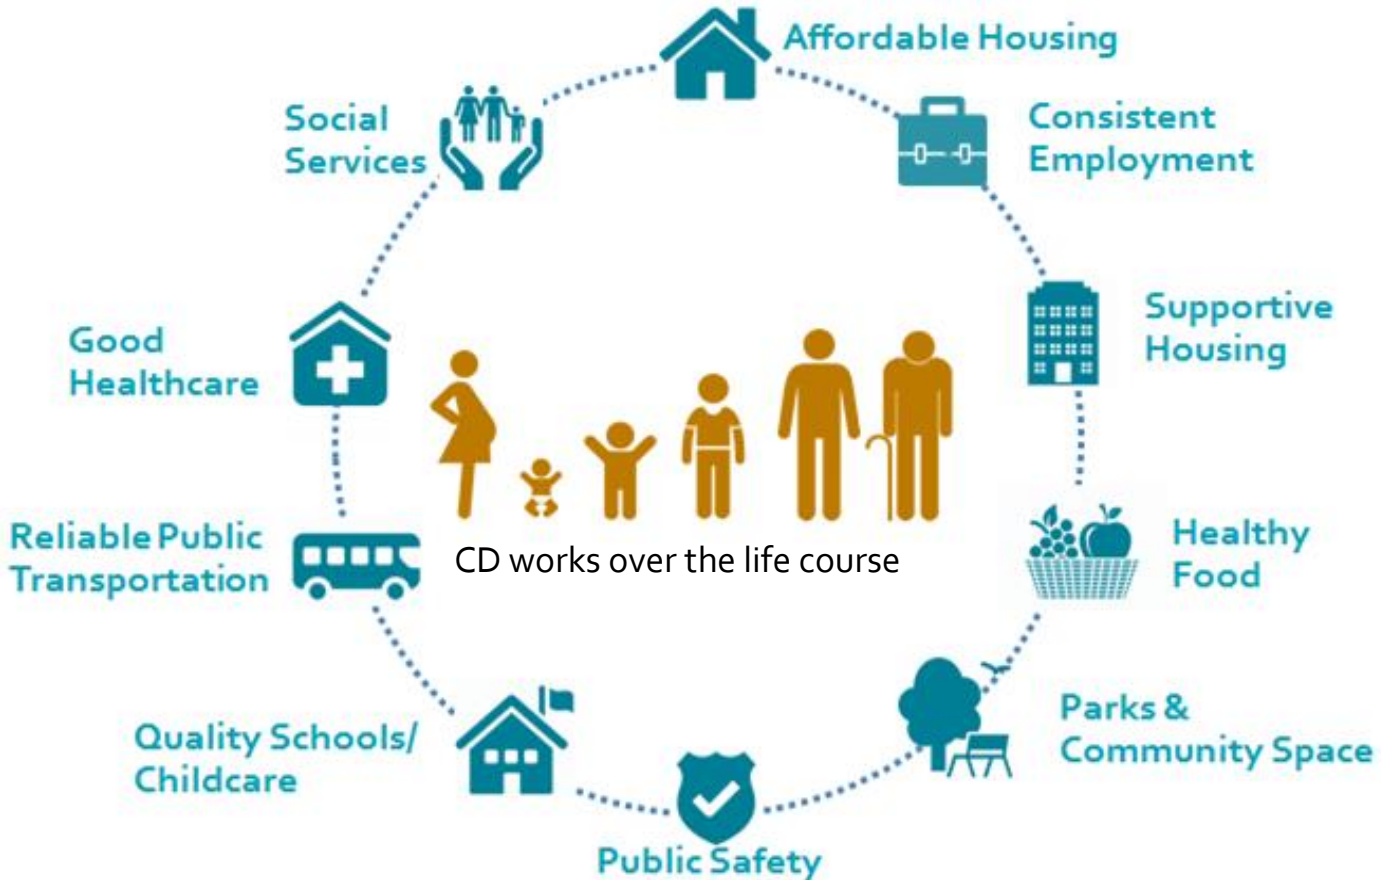 Affordable Housing
Consistent
Employment
Supportive
Housing
Healthy
Food
Parks &
Community Space
Public Safety
Quality Schools/
Childcare
Reliable Public
Transportation
Good
Healthcare
Social
Services
CD works over the life course